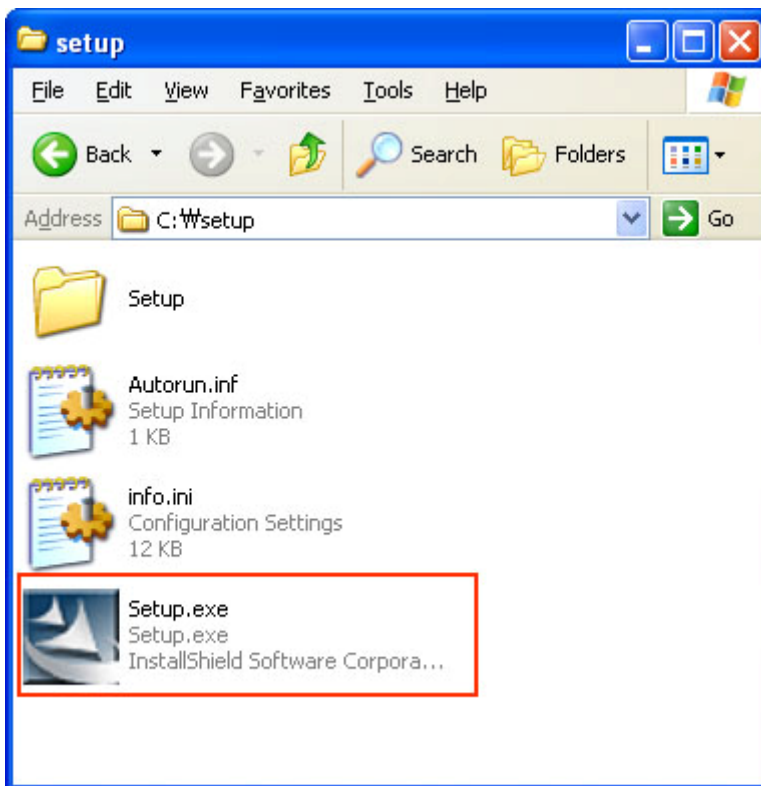 setup
File Edit View Favorites Tools Help
Back Search Folders
Address C:₩setup Go
Setup
Autorun.inf
Setup Information
1 KB
info.ini
Configuration Settings
12 KB
Setup.exe
Setup.exe
InstallShield Software Corpora...